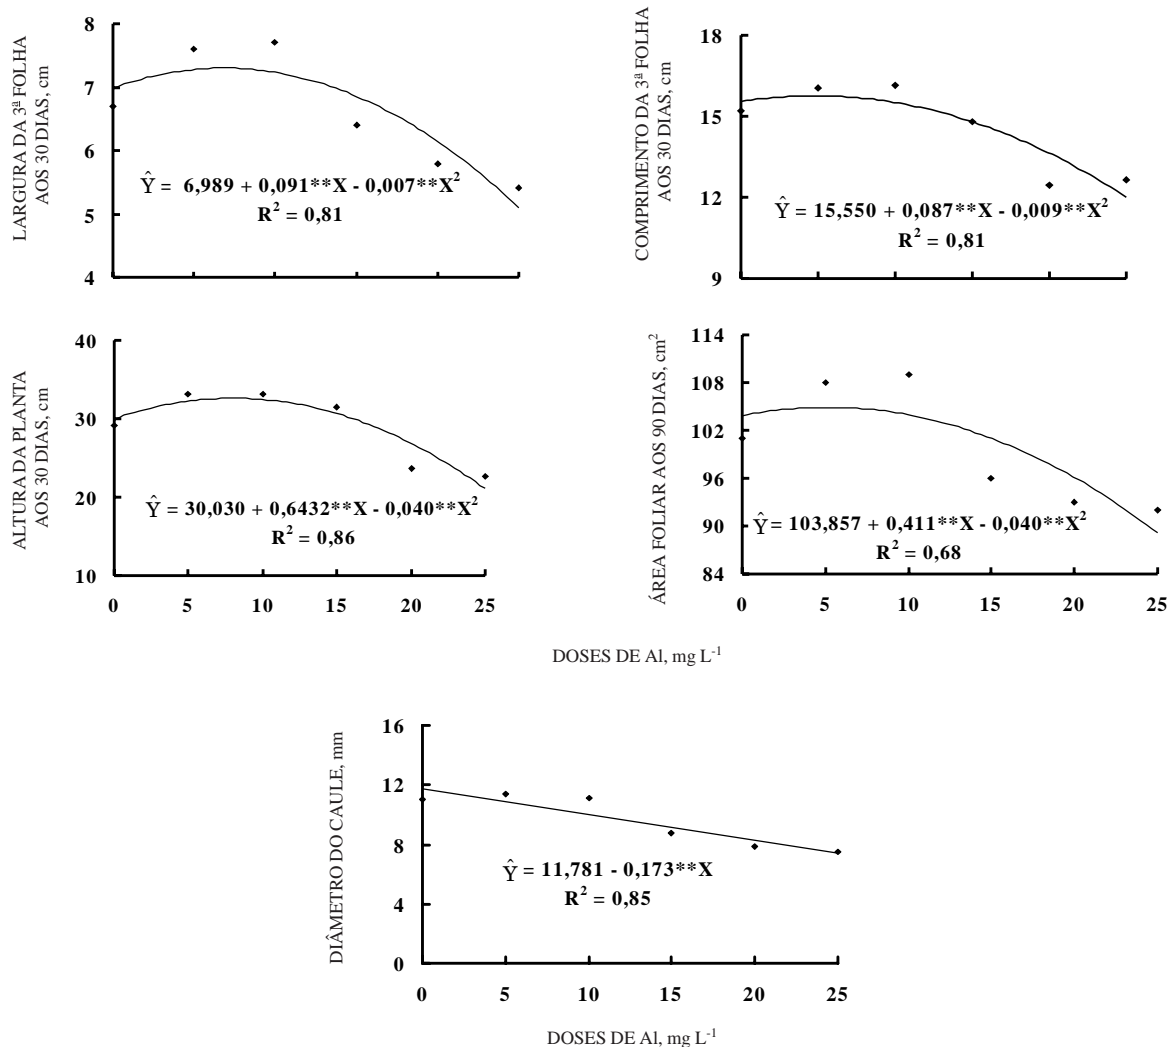 LARGURA DA 3ª FOLHA
AOS 30 DIAS, cm
8
7
6
5
4
Ŷ = 6,989 + 0,091**X - 0,007**X²
R² = 0,81
COMPRIMENTO DA 3ª FOLHA
AOS 30 DIAS, cm
18
15
12
9
Ŷ = 15,550 + 0,087**X - 0,009**X²
R² = 0,81
ALTURA DA PLANTA
AOS 30 DIAS, cm
40
30
20
10
Ŷ = 30,030 + 0,6432**X - 0,040**X²
R² = 0,86
0 5 10 15 20 25
ÁREA FOLIAR AOS 90 DIAS, cm²
114
108
102
96
90
84
Ŷ = 103,857 + 0,411**X - 0,040**X²
R² = 0,68
0 5 10 15 20 25
DOSES DE Al, mg L⁻¹
DIÂMETRO DO CAULE, mm
16
12
8
4
0
Ŷ = 11,781 - 0,173**X
R² = 0,85
0 5 10 15 20 25
DOSES DE Al, mg L⁻¹